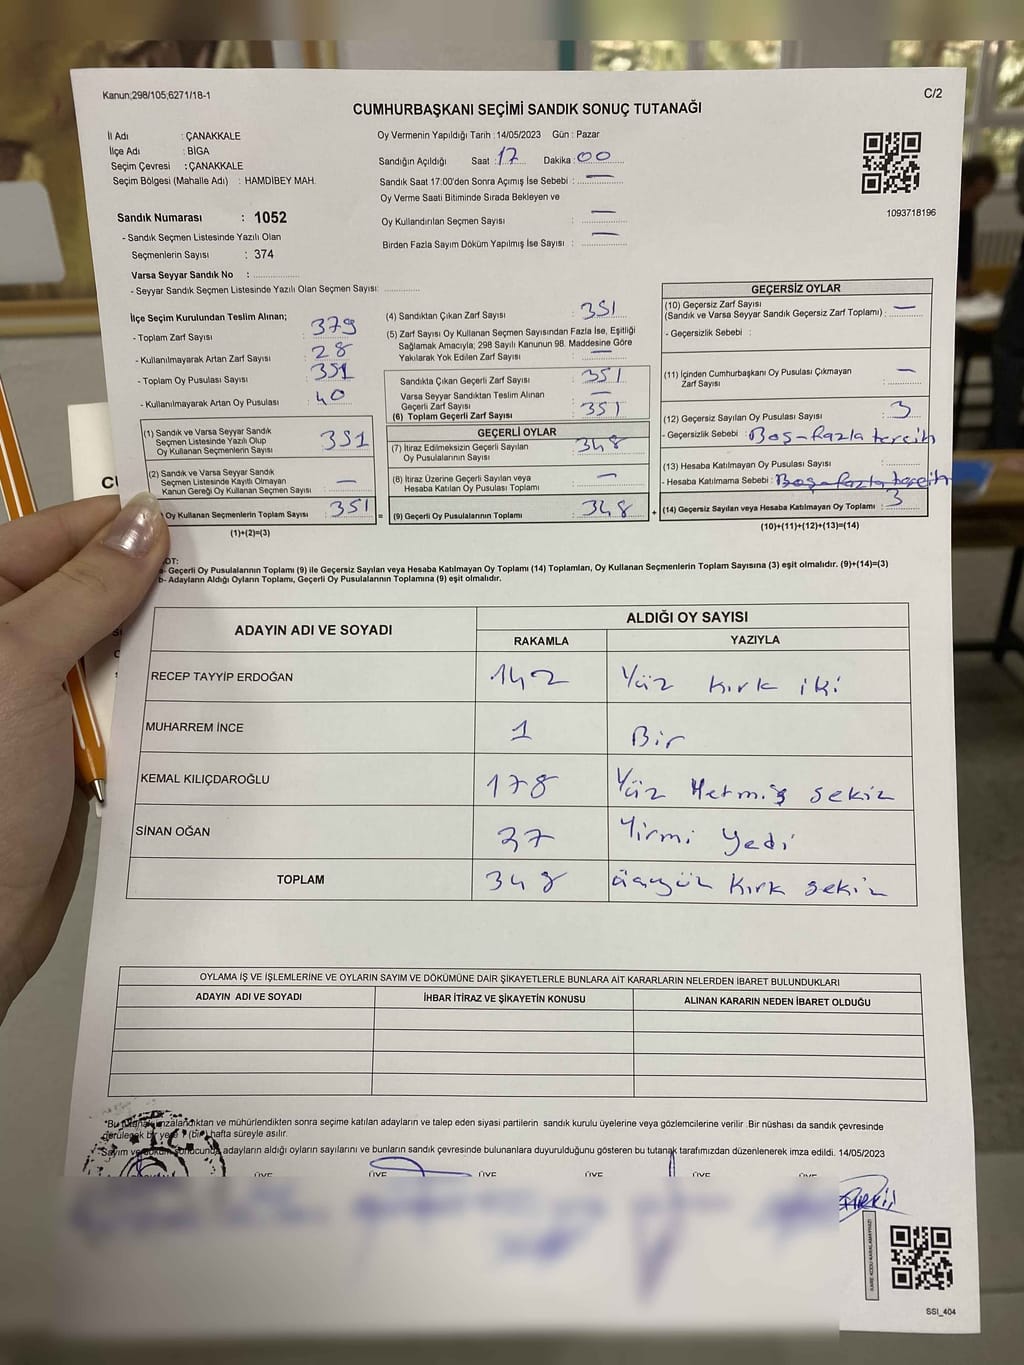 Kanun;298/105,6271/18-1
C/2
CUMHURBAŞKANI SEÇİMİ SANDIK SONUÇ TUTANAĞI
İl Adı : ÇANAKKALE
İlçe Adı : BİGA
Seçim Çevresi : ÇANAKKALE
Seçim Bölgesi (Mahalle Adı) : HAMDİBEY MAH.
Oy Vermenin Yapıldığı Tarih : 14/05/2023 Gün : Pazar
Sandığın Açıldığı Saat : 17 Dakika : 00
Sandık Saat 17:00'den Sonra Açımış İse Sebebi : —
Oy Verme Saati Bitiminde Sırada Bekleyen ve
Oy Kullandırılan Seçmen Sayısı : —
Birden Fazla Sayım Döküm Yapılmış İse Sayısı : —
1093718196
Sandık Numarası : 1052
- Sandık Seçmen Listesinde Yazılı Olan
Seçmenlerin Sayısı : 374
Varsa Seyyar Sandık No : ..............
- Seyyar Sandık Seçmen Listesinde Yazılı Olan Seçmen Sayısı: ............
İlçe Seçim Kurulundan Teslim Alınan;
- Toplam Zarf Sayısı : 379
- Kullanılmayarak Artan Zarf Sayısı : 28
- Toplam Oy Pusulası Sayısı : 351
- Kullanılmayarak Artan Oy Pusulası : 40
(1) Sandık ve Varsa Seyyar Sandık
Seçmen Listesinde Yazılı Olup
Oy Kullanan Seçmenlerin Sayısı : 351
(2) Sandık ve Varsa Seyyar Sandık
Seçmen Listesinde Kayıtlı Olmayan
Kanun Gereği Oy Kullanan Seçmen Sayısı : —
Oy Kullanan Seçmenlerin Toplam Sayısı : 351 =
(1)+(2)=(3)
(4) Sandıktan Çıkan Zarf Sayısı : 351
(5) Zarf Sayısı Oy Kullanan Seçmen Sayısından Fazla İse, Eşitliği
Sağlamak Amacıyla; 298 Sayılı Kanunun 98. Maddesine Göre
Yakılarak Yok Edilen Zarf Sayısı : —
Sandıkta Çıkan Geçerli Zarf Sayısı : 351
Varsa Seyyar Sandıktan Teslim Alınan
Geçerli Zarf Sayısı : —
(6) Toplam Geçerli Zarf Sayısı : 351
GEÇERLİ OYLAR
(7) İtiraz Edilmeksizin Geçerli Sayılan
Oy Pusulalarının Sayısı : 348
(8) İtiraz Üzerine Geçerli Sayılan veya
Hesaba Katılan Oy Pusulaları Toplamı : —
(9) Geçerli Oy Pusulalarının Toplamı : 348 +
GEÇERSİZ OYLAR
(10) Geçersiz Zarf Sayısı
(Sandık ve Varsa Seyyar Sandık Geçersiz Zarf Toplamı) : —
- Geçersizlik Sebebi :
(11) İçinden Cumhurbaşkanı Oy Pusulası Çıkmayan
Zarf Sayısı : —
(12) Geçersiz Sayılan Oy Pusulası Sayısı : 3
- Geçersizlik Sebebi : Boş-fazla tercih
(13) Hesaba Katılmayan Oy Pusulası Sayısı :
- Hesaba Katılmama Sebebi : Boş-fazla tercih
(14) Geçersiz Sayılan veya Hesaba Katılmayan Oy Toplamı : 3
(10)+(11)+(12)+(13)=(14)
OT:
a- Geçerli Oy Pusulalarının Toplamı (9) ile Geçersiz Sayılan veya Hesaba Katılmayan Oy Toplamı (14) Toplamları, Oy Kullanan Seçmenlerin Toplam Sayısına (3) eşit olmalıdır. (9)+(14)=(3)
b- Adayların Aldığı Oyların Toplamı, Geçerli Oy Pusulalarının Toplamına (9) eşit olmalıdır.
ADAYIN ADI VE SOYADI
ALDIĞI OY SAYISI
RAKAMLA YAZIYLA
RECEP TAYYİP ERDOĞAN 142 Yüz kırk iki
MUHARREM İNCE 1 Bir
KEMAL KILIÇDAROĞLU 178 Yüz Yetmiş sekiz
SİNAN OĞAN 27 Yirmi Yedi
TOPLAM 348 üçyüz Kırk sekiz
OYLAMA İŞ VE İŞLEMLERİNE VE OYLARIN SAYIM VE DÖKÜMÜNE DAİR ŞİKAYETLERLE BUNLARA AİT KARARLARIN NELERDEN İBARET BULUNDUKLARI
ADAYIN ADI VE SOYADI İHBAR İTİRAZ VE ŞİKAYETİN KONUSU ALINAN KARARIN NEDEN İBARET OLDUĞU
*Bu tutanak imzalandıktan ve mühürlendikten sonra seçime katılan adayların ve talep eden siyasi partilerin sandık kurulu üyelerine veya gözlemcilerine verilir .Bir nüshası da sandık çevresinde
görülecek bir yere 1 (bir) hafta süreyle asılır.
*Sayım ve döküm sonucunda adayların aldığı oyların sayılarını ve bunların sandık çevresinde bulunanlara duyurulduğunu gösteren bu tutanak tarafımızdan düzenlenerek imza edildi. 14/05/2023
T.C.
ÜYE ÜYE ÜYE ÜYE ÜYE ÜYE
SSI_404